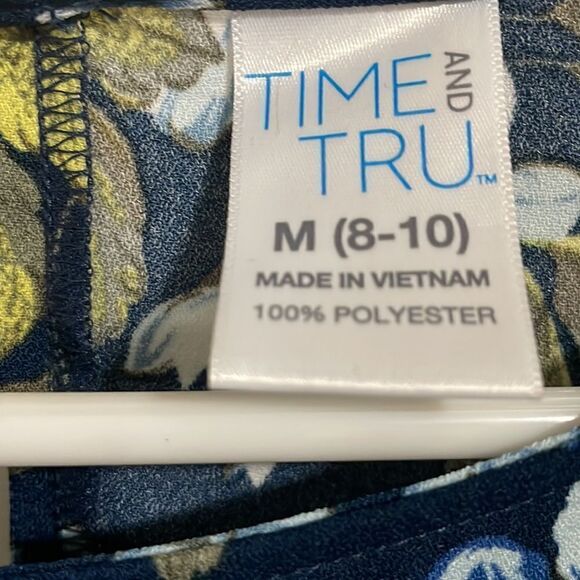 TIME AND
TRU™
M (8-10)
MADE IN VIETNAM
100% POLYESTER